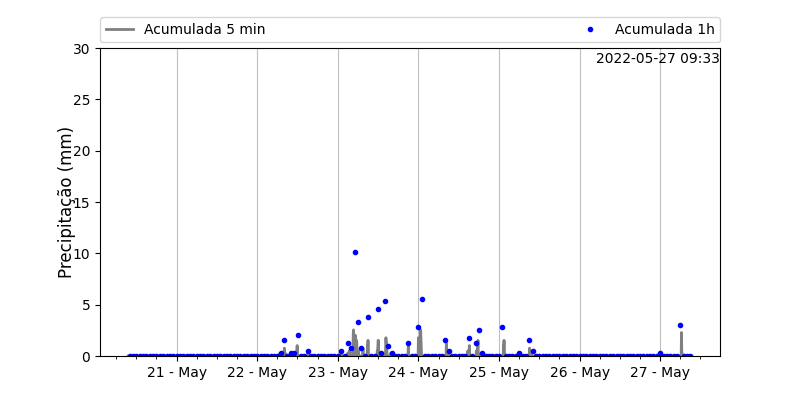 Acumulada 5 min
Acumulada 1h
2022-05-27 09:33
Precipitação (mm)
30
25
20
15
10
5
0
21 - May
22 - May
23 - May
24 - May
25 - May
26 - May
27 - May